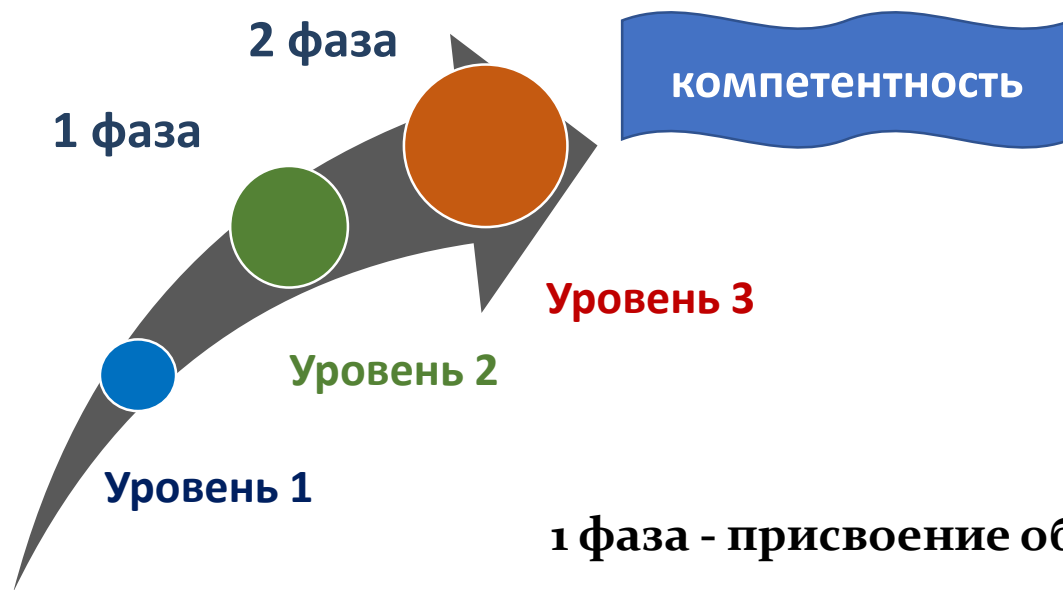 2 фаза
компетентность
1 фаза
Уровень 3
Уровень 2
Уровень 1
1 фаза - присвоение